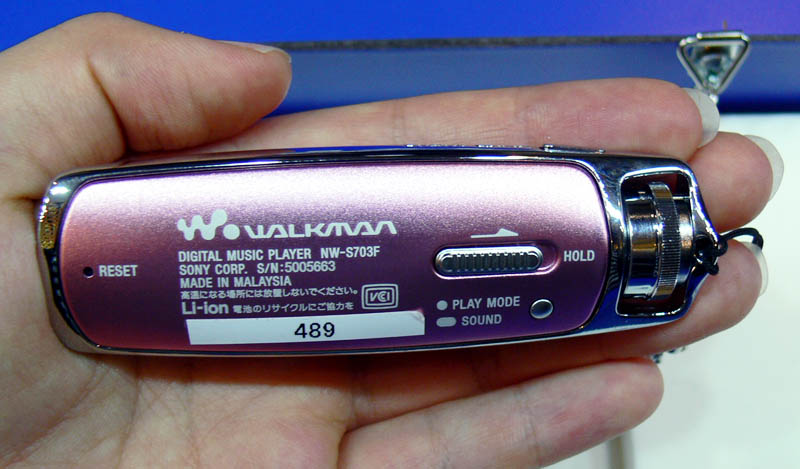 WALKMAN
DIGITAL MUSIC PLAYER NW-S703F
SONY CORP. S/N:5005663
MADE IN MALAYSIA
高温になる場所には放置しないでください。
Li-ion 電池のリサイクルにご協力を
VCI
489
RESET
HOLD
PLAY MODE
SOUND